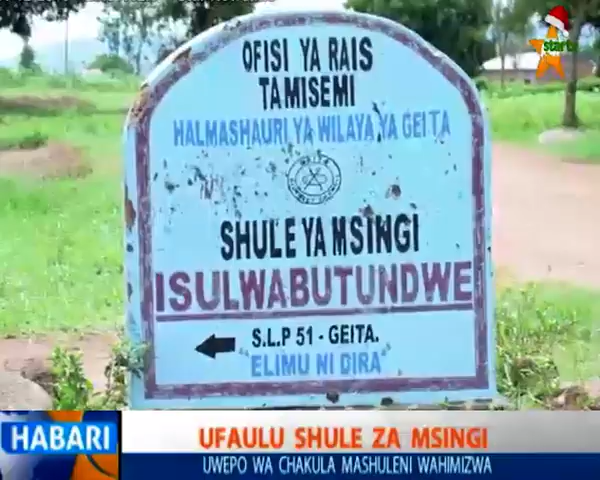 startv
OFISI YA RAIS
TAMISEMI
HALMASHAURI YA WILAYA YA GEITA
SHULE YA MSINGI
ISULWABUTUNDWE
S.L.P 51 - GEITA.
"ELIMU NI DIRA"
HABARI
UFAULU SHULE ZA MSINGI
UWEPO WA CHAKULA MASHULENI WAHIMIZWA